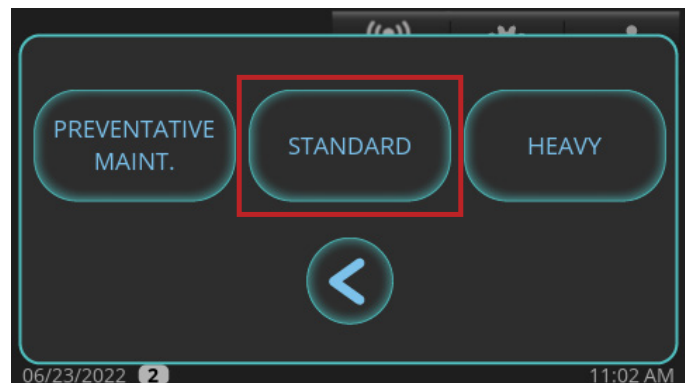 PREVENTATIVE
MAINT.
STANDARD
HEAVY
06/23/2022 2
11:02 AM